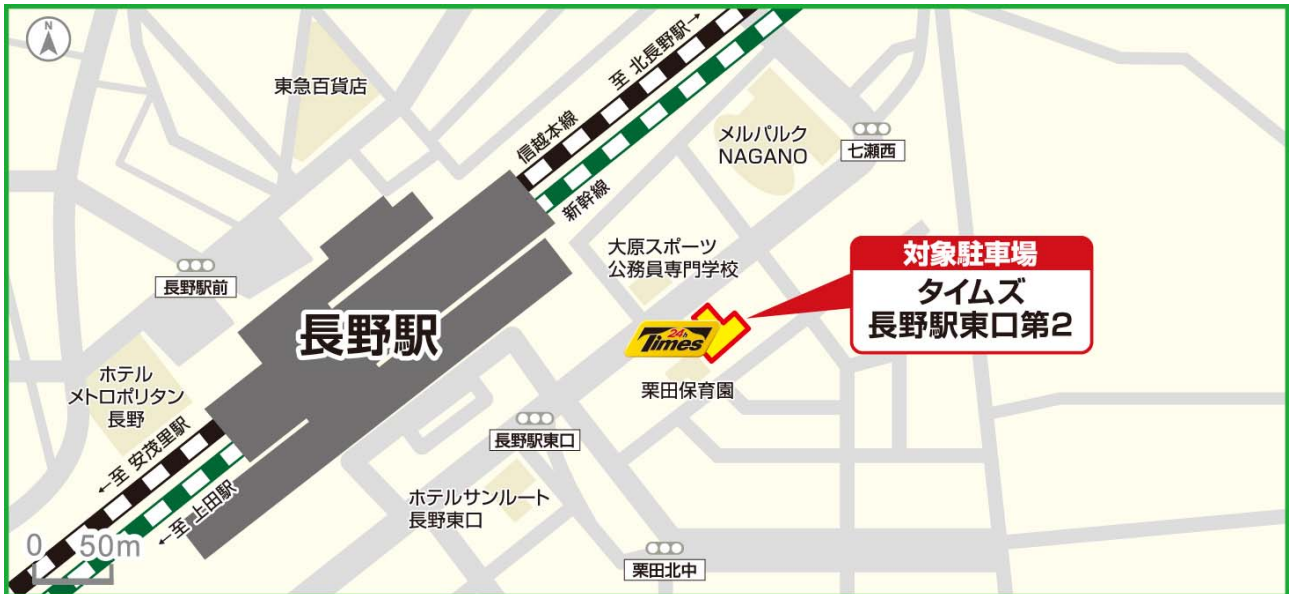 N
東急百貨店
至 北長野駅→
信越本線
新幹線
メルパルク
NAGANO
七瀬西
大原スポーツ
公務員専門学校
対象駐車場
タイムズ
長野駅東口第2
長野駅前
長野駅
24h
Times
栗田保育園
ホテル
メトロポリタン
長野
長野駅東口
←至 安茂里駅
←至 上田駅
ホテルサンルート
長野東口
栗田北中
0 50m